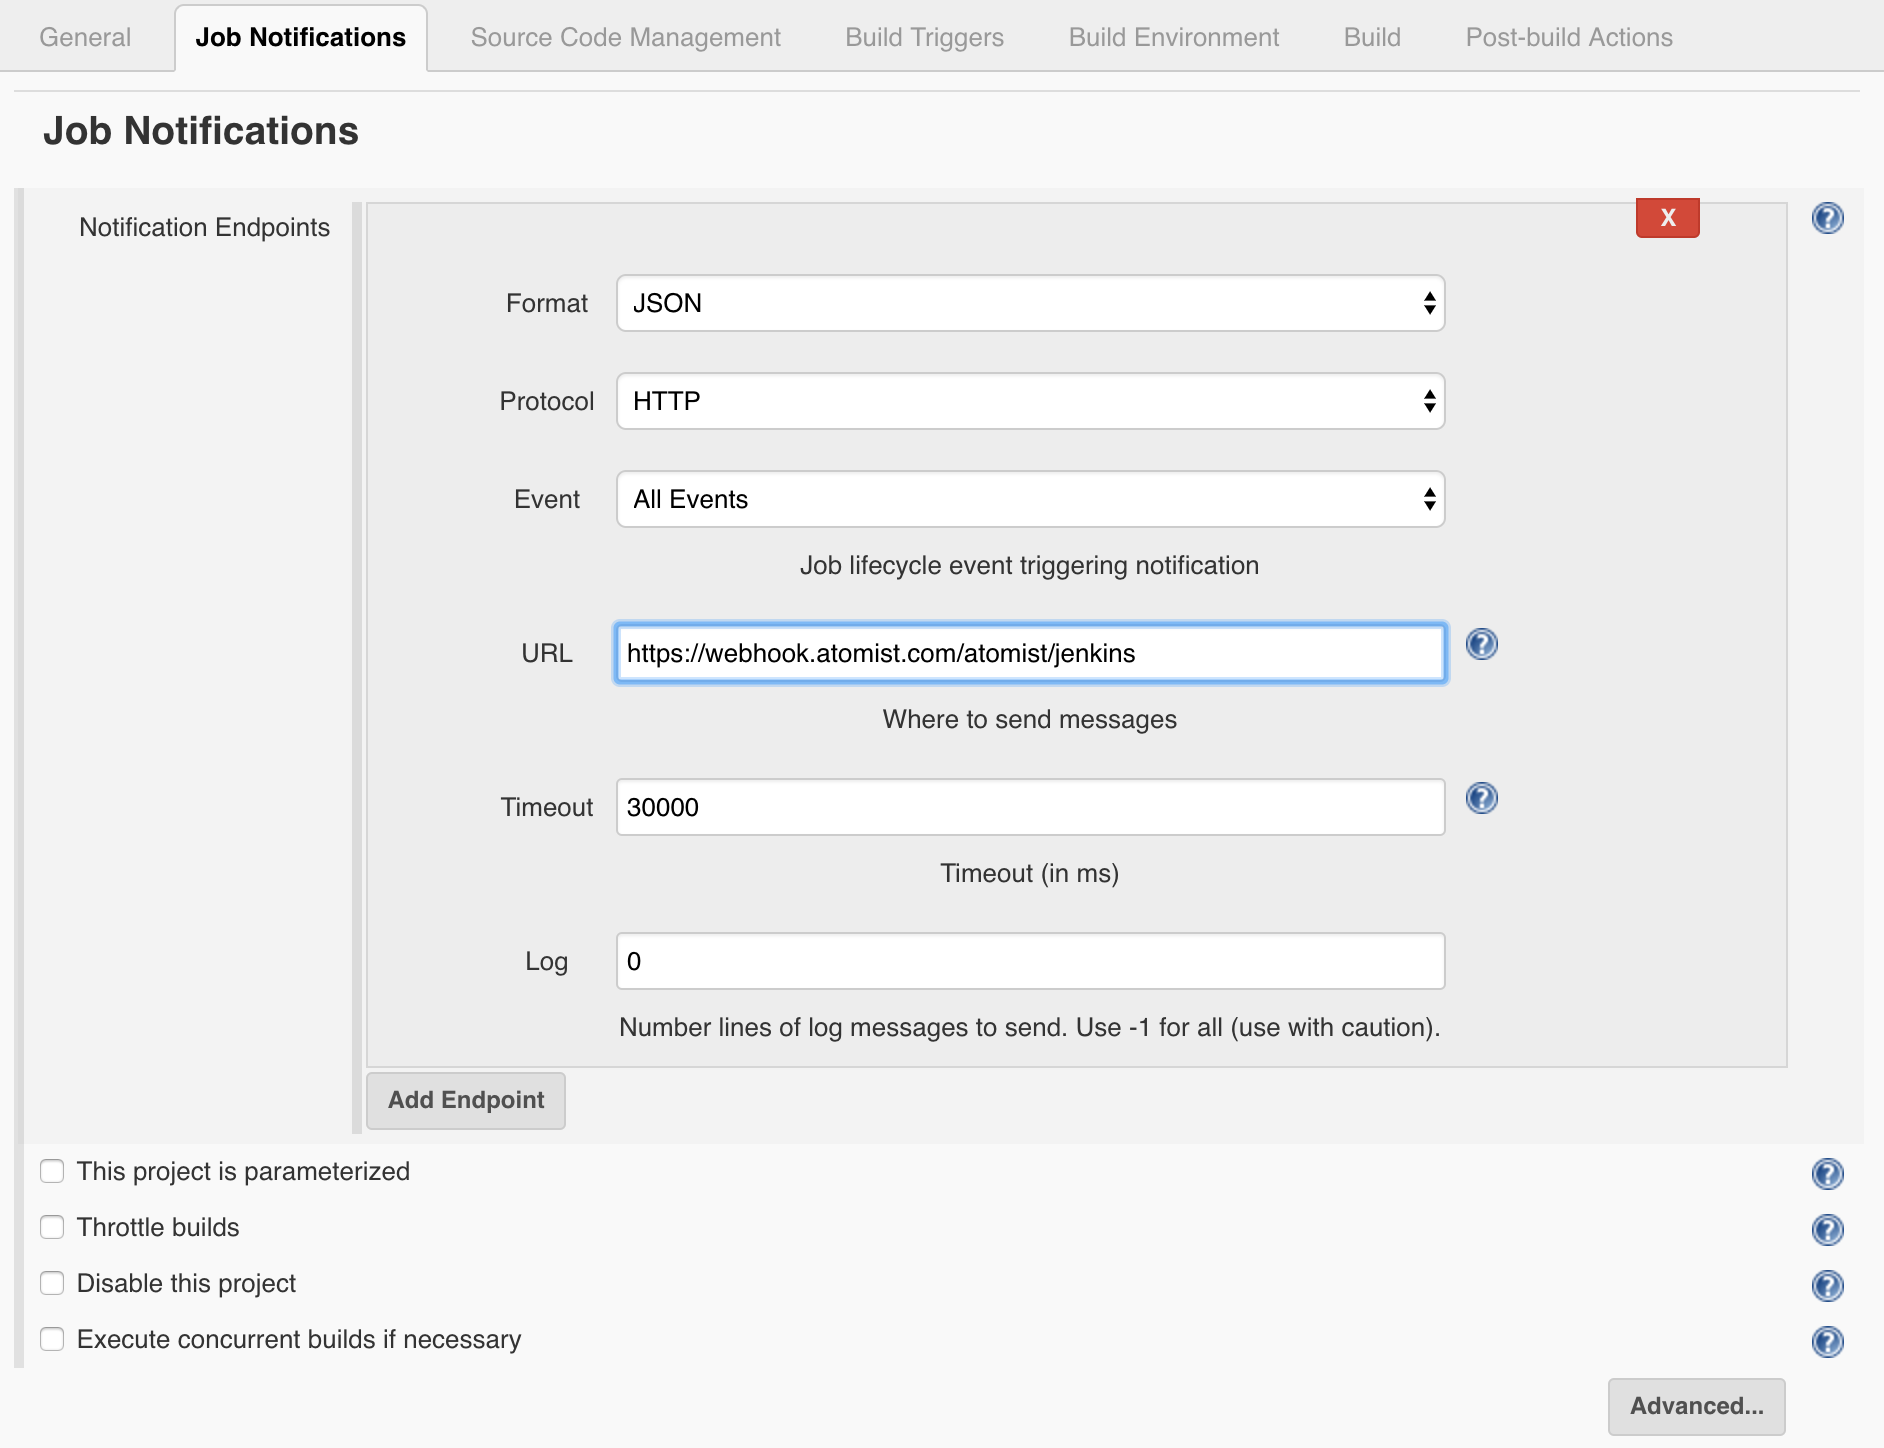 General Job Notifications Source Code Management Build Triggers Build Environment Build Post-build Actions
Job Notifications
Notification Endpoints
X
?
Format JSON
Protocol HTTP
Event All Events
Job lifecycle event triggering notification
URL https://webhook.atomist.com/atomist/jenkins ?
Where to send messages
Timeout 30000 ?
Timeout (in ms)
Log 0
Number lines of log messages to send. Use -1 for all (use with caution).
Add Endpoint
This project is parameterized ?
Throttle builds ?
Disable this project ?
Execute concurrent builds if necessary ?
Advanced...